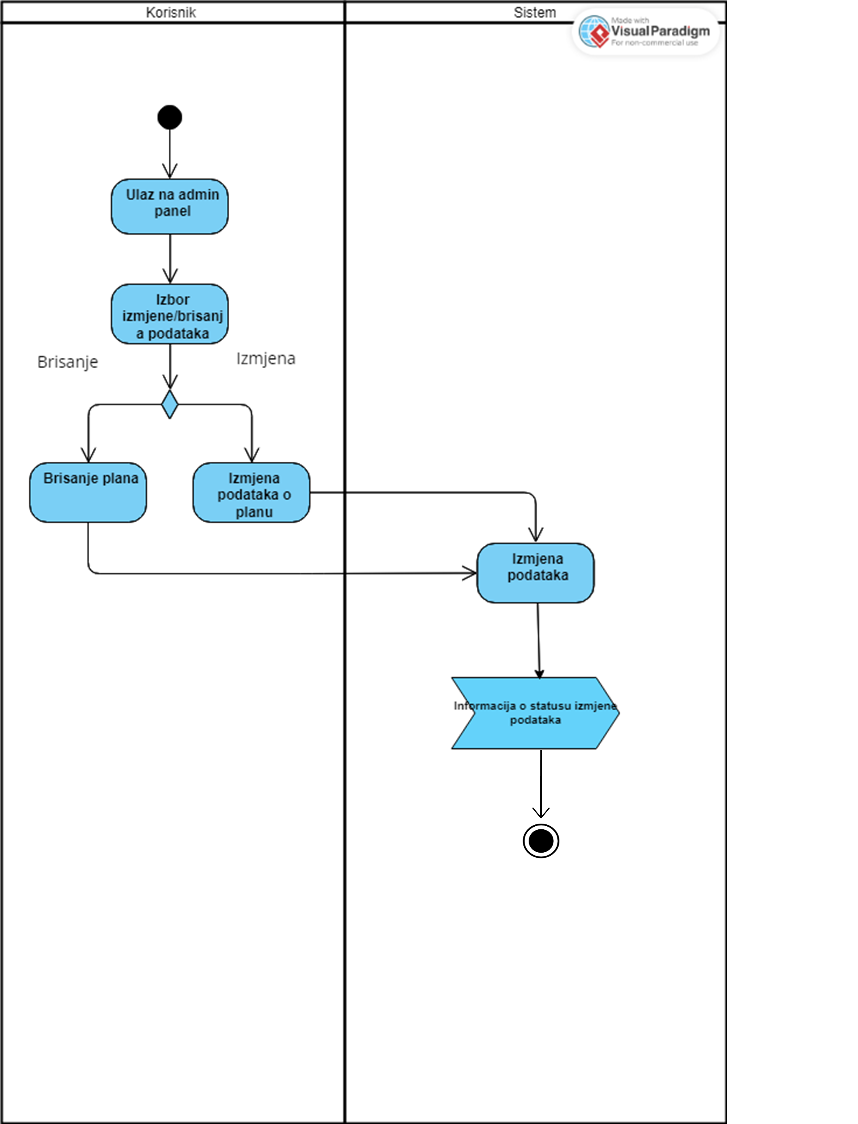 Korisnik
Sistem
Made with
Visual Paradigm
For non-commercial use
Ulaz na admin
panel
Izbor
izmjene/brisanj
a podataka
Brisanje
Izmjena
Brisanje plana
Izmjena
podataka o
planu
Izmjena
podataka
Informacija o statusu izmjene
podataka